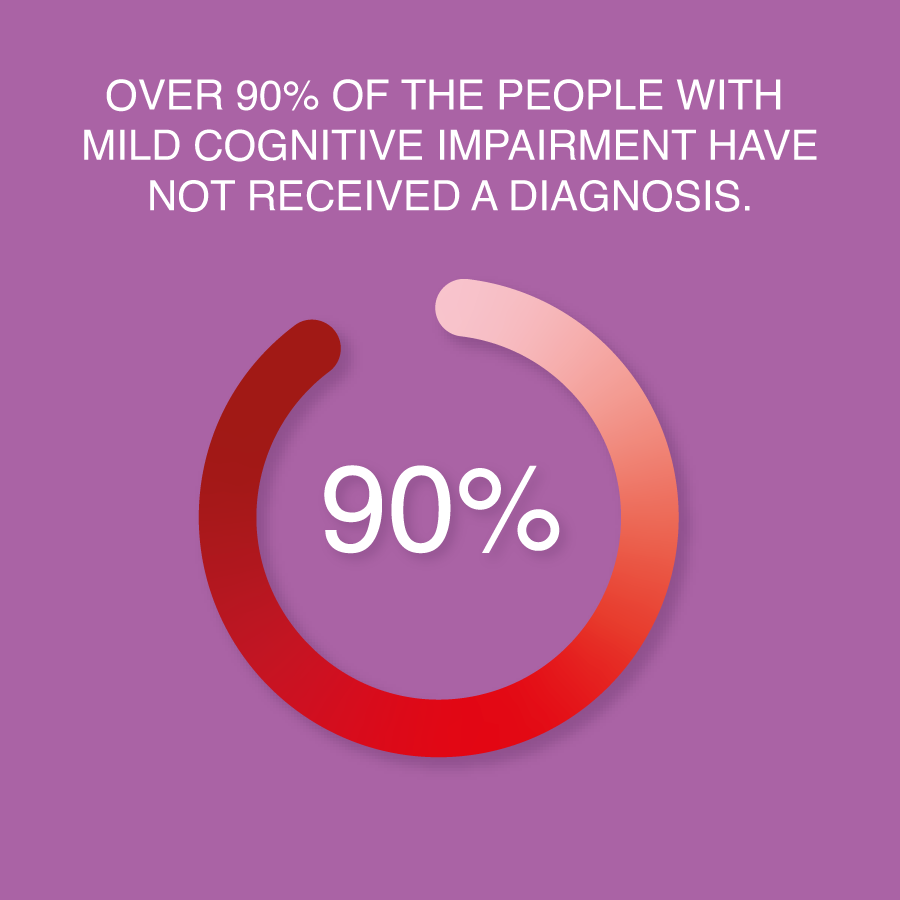 OVER 90% OF THE PEOPLE WITH
MILD COGNITIVE IMPAIRMENT HAVE
NOT RECEIVED A DIAGNOSIS.
90%